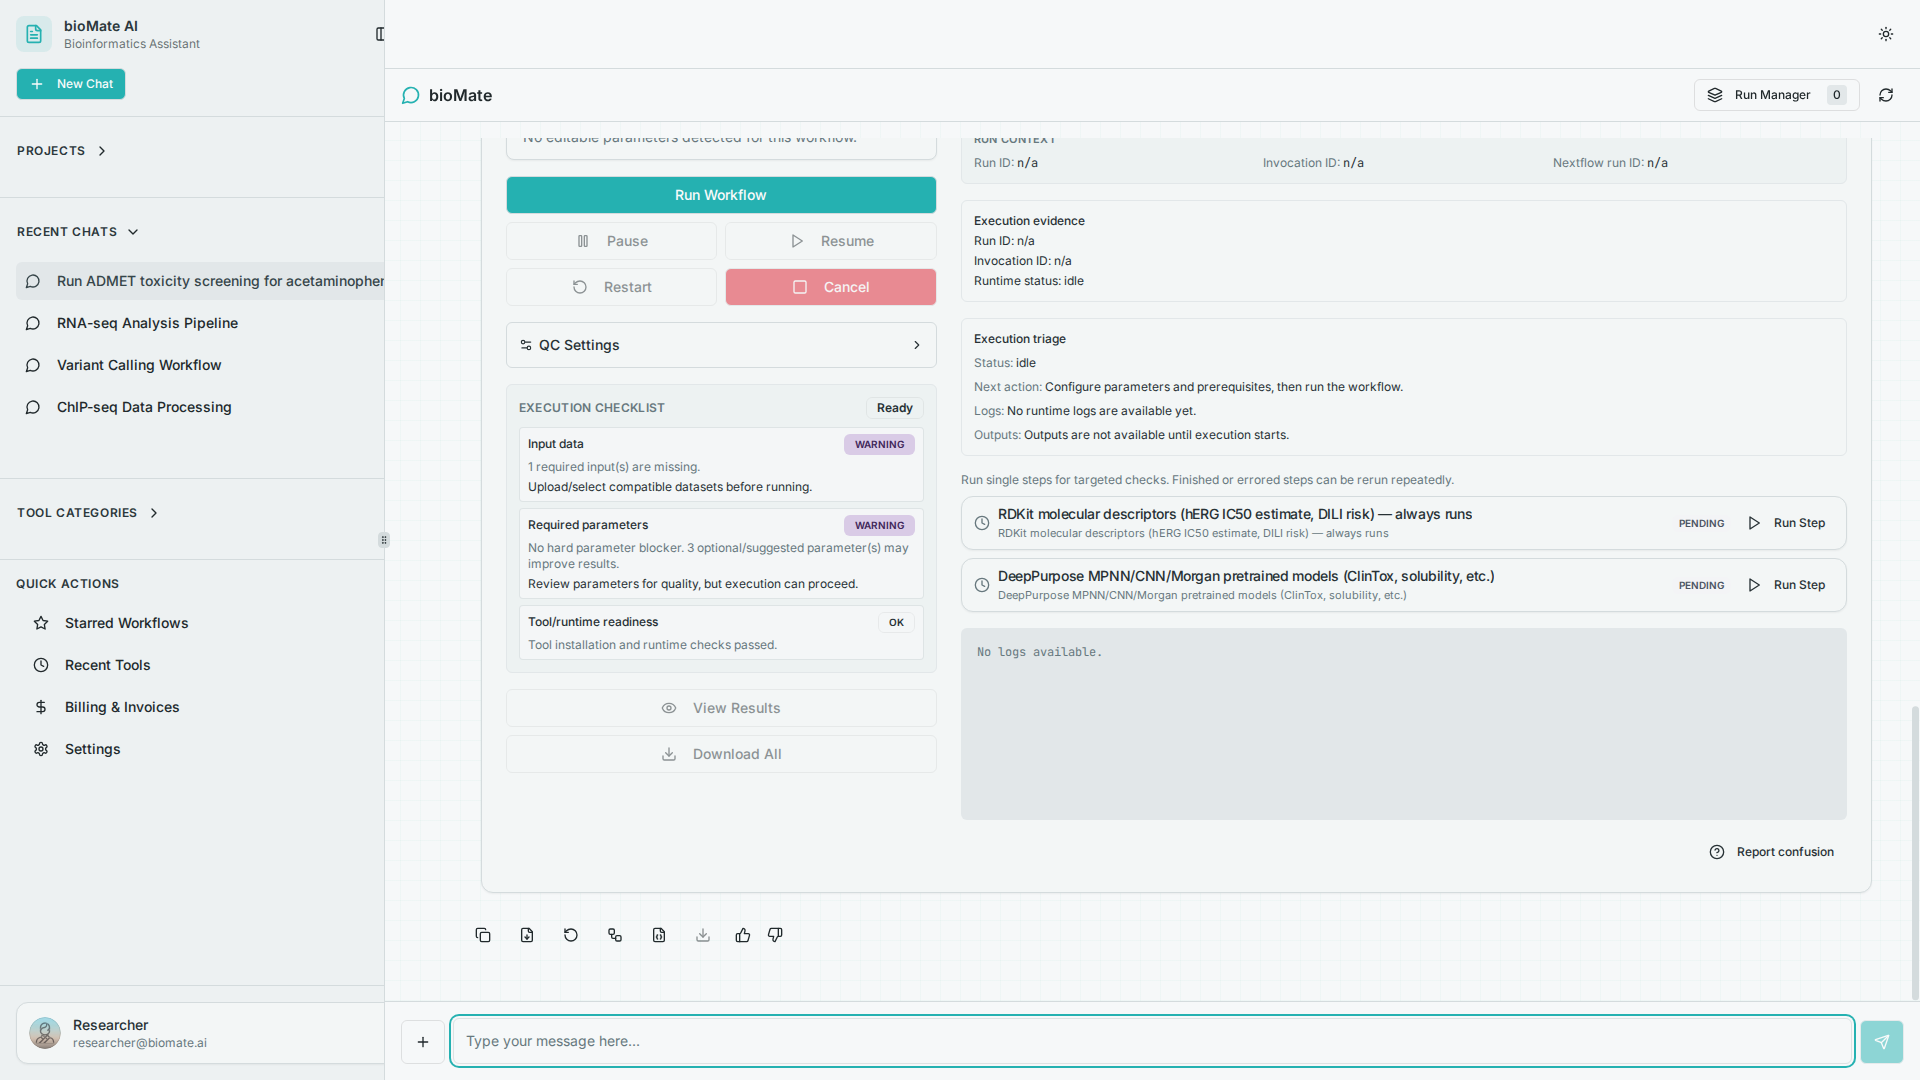 bioMate AI
Bioinformatics Assistant
New Chat
PROJECTS
RECENT CHATS
Run ADMET toxicity screening for acetaminophen
RNA-seq Analysis Pipeline
Variant Calling Workflow
ChIP-seq Data Processing
TOOL CATEGORIES
QUICK ACTIONS
Starred Workflows
Recent Tools
Billing & Invoices
Settings
Researcher
researcher@biomate.ai
bioMate
Run Manager 0
No editable parameters detected for this workflow.
Run Workflow
Pause
Resume
Restart
Cancel
QC Settings
EXECUTION CHECKLIST
Ready
Input data
WARNING
1 required input(s) are missing.
Upload/select compatible datasets before running.
Required parameters
WARNING
No hard parameter blocker. 3 optional/suggested parameter(s) may
improve results.
Review parameters for quality, but execution can proceed.
Tool/runtime readiness
OK
Tool installation and runtime checks passed.
View Results
Download All
RUN CONTEXT
Run ID: n/a
Invocation ID: n/a
Nextflow run ID: n/a
Execution evidence
Run ID: n/a
Invocation ID: n/a
Runtime status: idle
Execution triage
Status: idle
Next action: Configure parameters and prerequisites, then run the workflow.
Logs: No runtime logs are available yet.
Outputs: Outputs are not available until execution starts.
Run single steps for targeted checks. Finished or errored steps can be rerun repeatedly.
RDKit molecular descriptors (hERG IC50 estimate, DILI risk) — always runs
RDKit molecular descriptors (hERG IC50 estimate, DILI risk) — always runs
PENDING
Run Step
DeepPurpose MPNN/CNN/Morgan pretrained models (ClinTox, solubility, etc.)
DeepPurpose MPNN/CNN/Morgan pretrained models (ClinTox, solubility, etc.)
PENDING
Run Step
No logs available.
Report confusion
Type your message here...